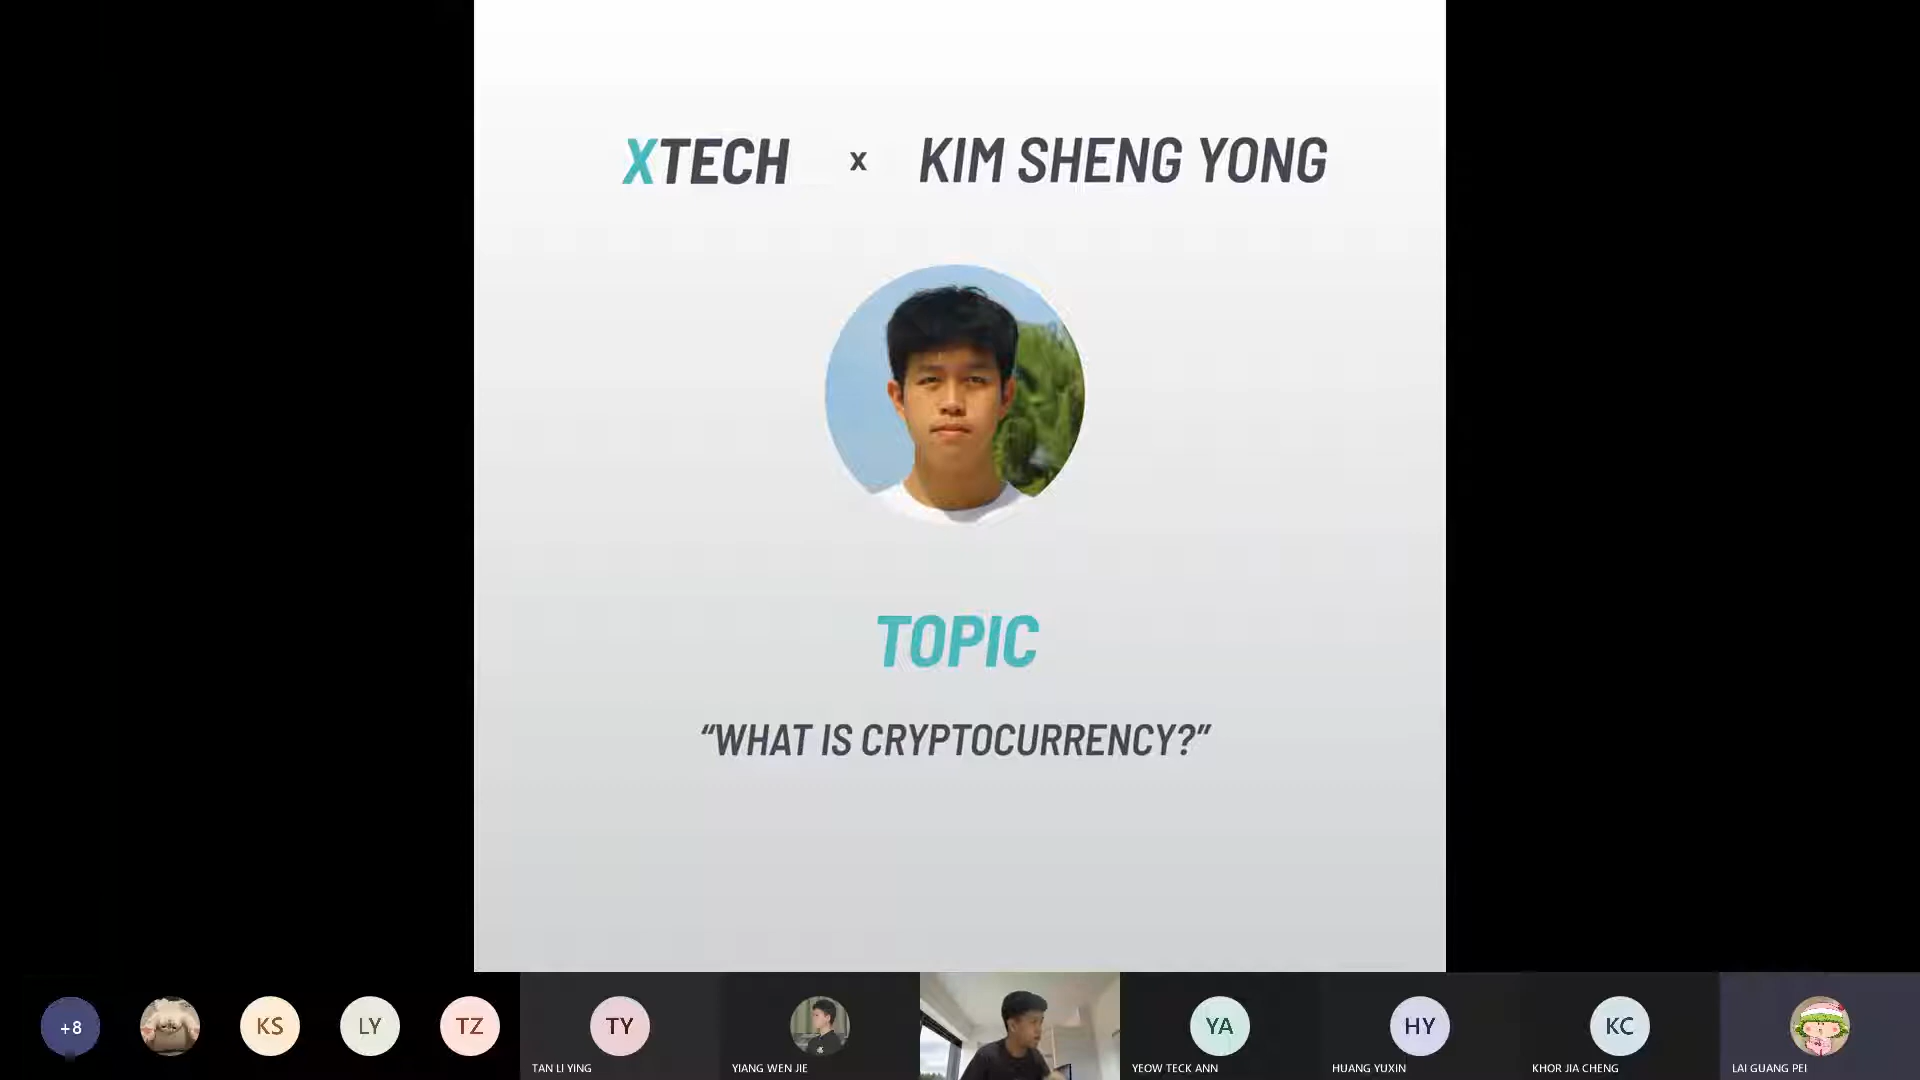 XTECH x KIM SHENG YONG
TOPIC
“WHAT IS CRYPTOCURRENCY?”
+8 KS LY TZ TY YA HY KC
TAN LI YING YIANG WEN JIE YEOW TECK ANN HUANG YUXIN KHOR JIA CHENG LAI GUANG PEI